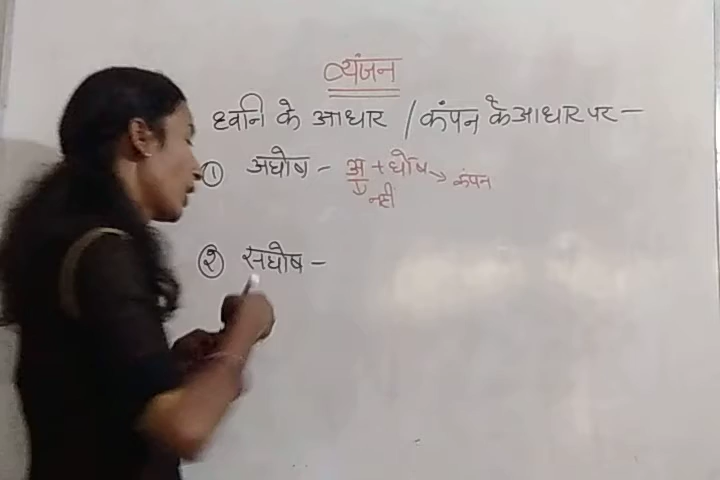 व्यंजन
ध्वनि के आधार / कंपन के आधार पर -
① अघोष - अ + घोष → कंपन
↓ नहीं
② सघोष -